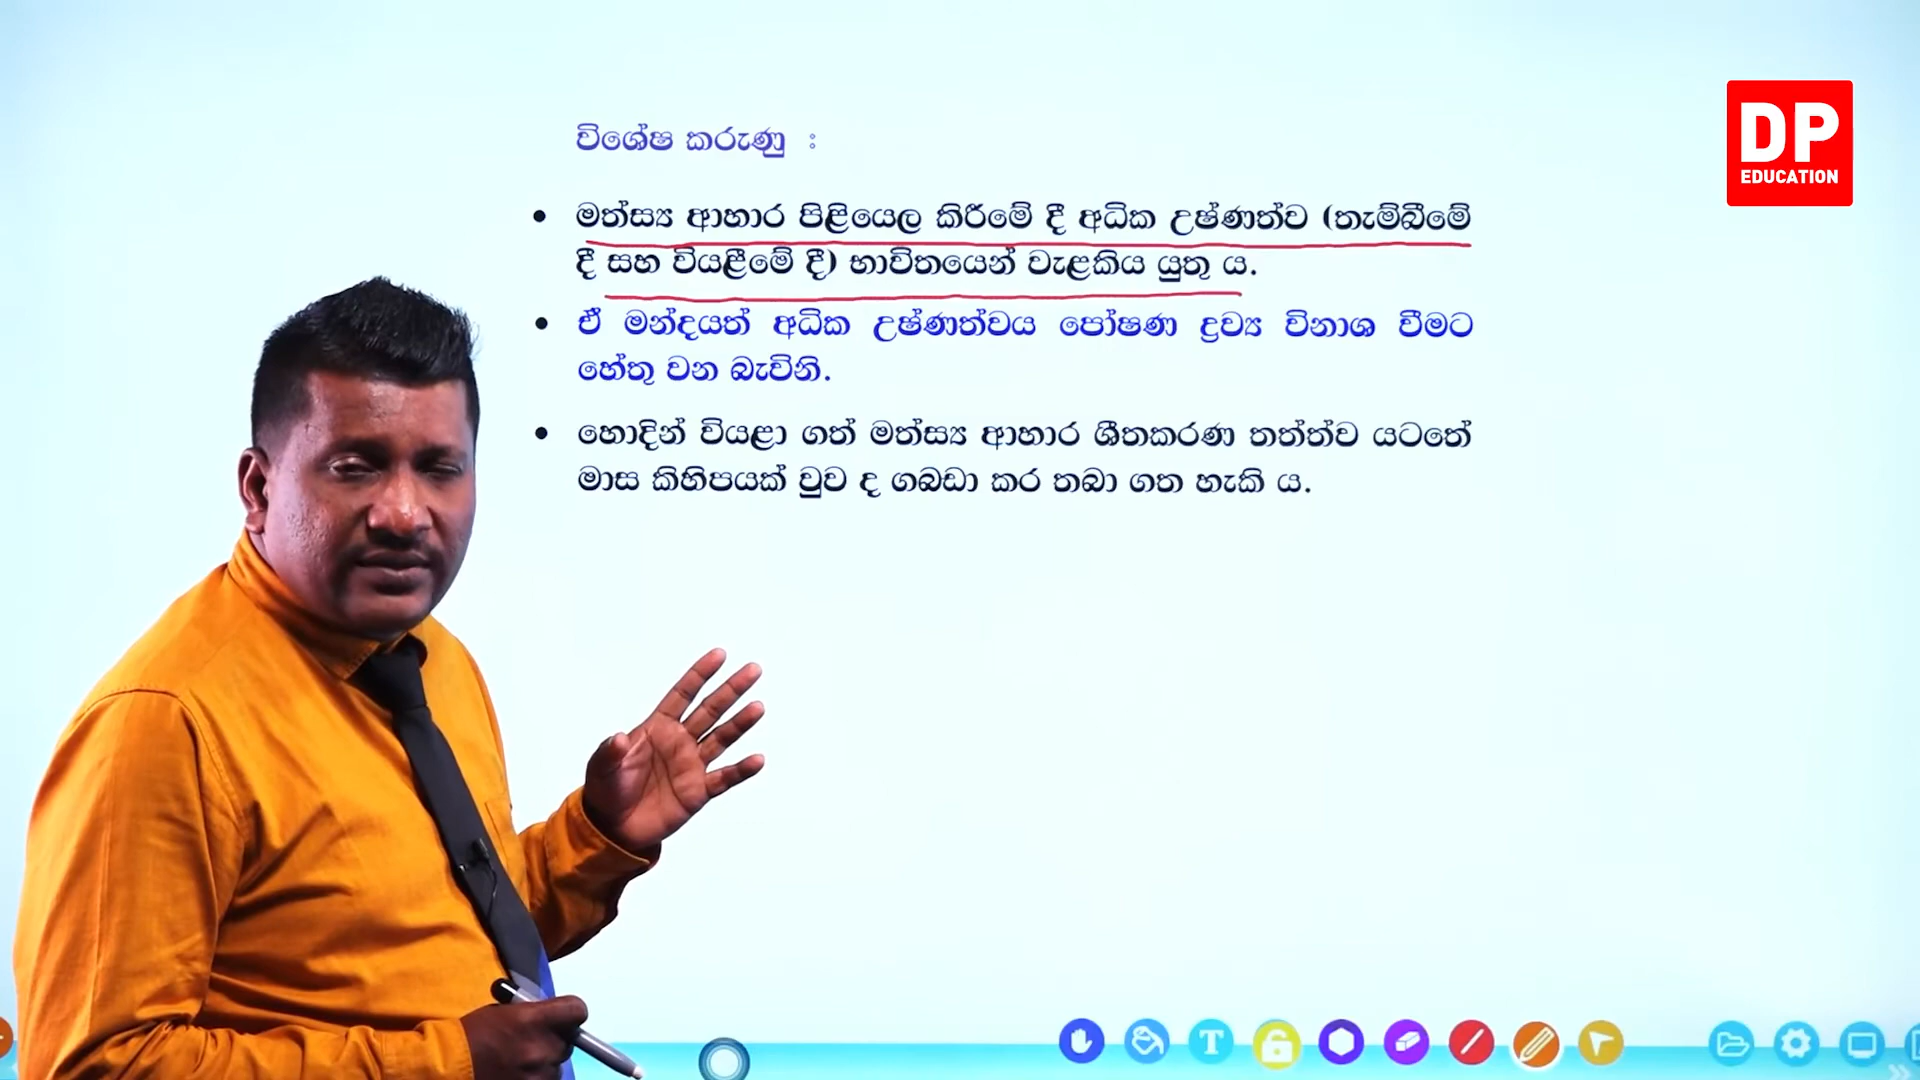 DP
EDUCATION
විශේෂ කරුණු :
• මත්ස්‍ය ආහාර පිළියෙල කිරීමේ දී අධික උෂ්ණත්ව (තැම්බීමේ
දී සහ වියළීමේ දී) භාවිතයෙන් වැළකිය යුතු ය.
• ඒ මන්දයත් අධික උෂ්ණත්වය පෝෂණ ද්‍රව්‍ය විනාශ වීමට
හේතු වන බැවිනි.
• හොදින් වියළා ගත් මත්ස්‍ය ආහාර ශීතකරණ තත්ත්ව යටතේ
මාස කිහිපයක් වුව ද ගබඩා කර තබා ගත හැකි ය.
T